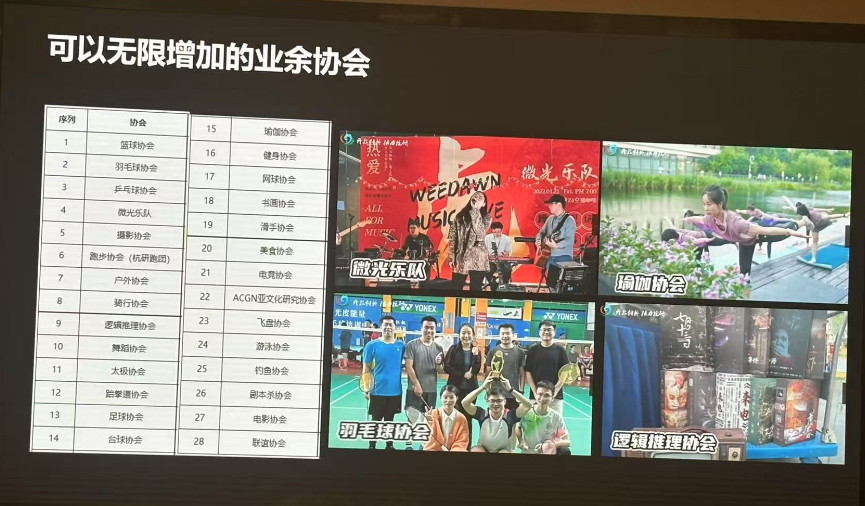 可以无限增加的业余协会
序列 协会
1 篮球协会
2 羽毛球协会
3 乒乓球协会
4 微光乐队
5 摄影协会
6 跑步协会（杭研跑团）
7 户外协会
8 骑行协会
9 逻辑推理协会
10 舞蹈协会
11 太极协会
12 跆拳道协会
13 足球协会
14 台球协会
15 瑜伽协会
16 健身协会
17 网球协会
18 书画协会
19 滑手协会
20 美食协会
21 电竞协会
22 ACGN亚文化研究协会
23 飞盘协会
24 游泳协会
25 钓鱼协会
26 剧本杀协会
27 电影协会
28 联谊协会
热爱
微光乐队
WEEDAWN
ALL
FOR
MUSIC
微光乐队
瑜伽协会
YONEX
YONEX
羽毛球协会
逻辑推理协会